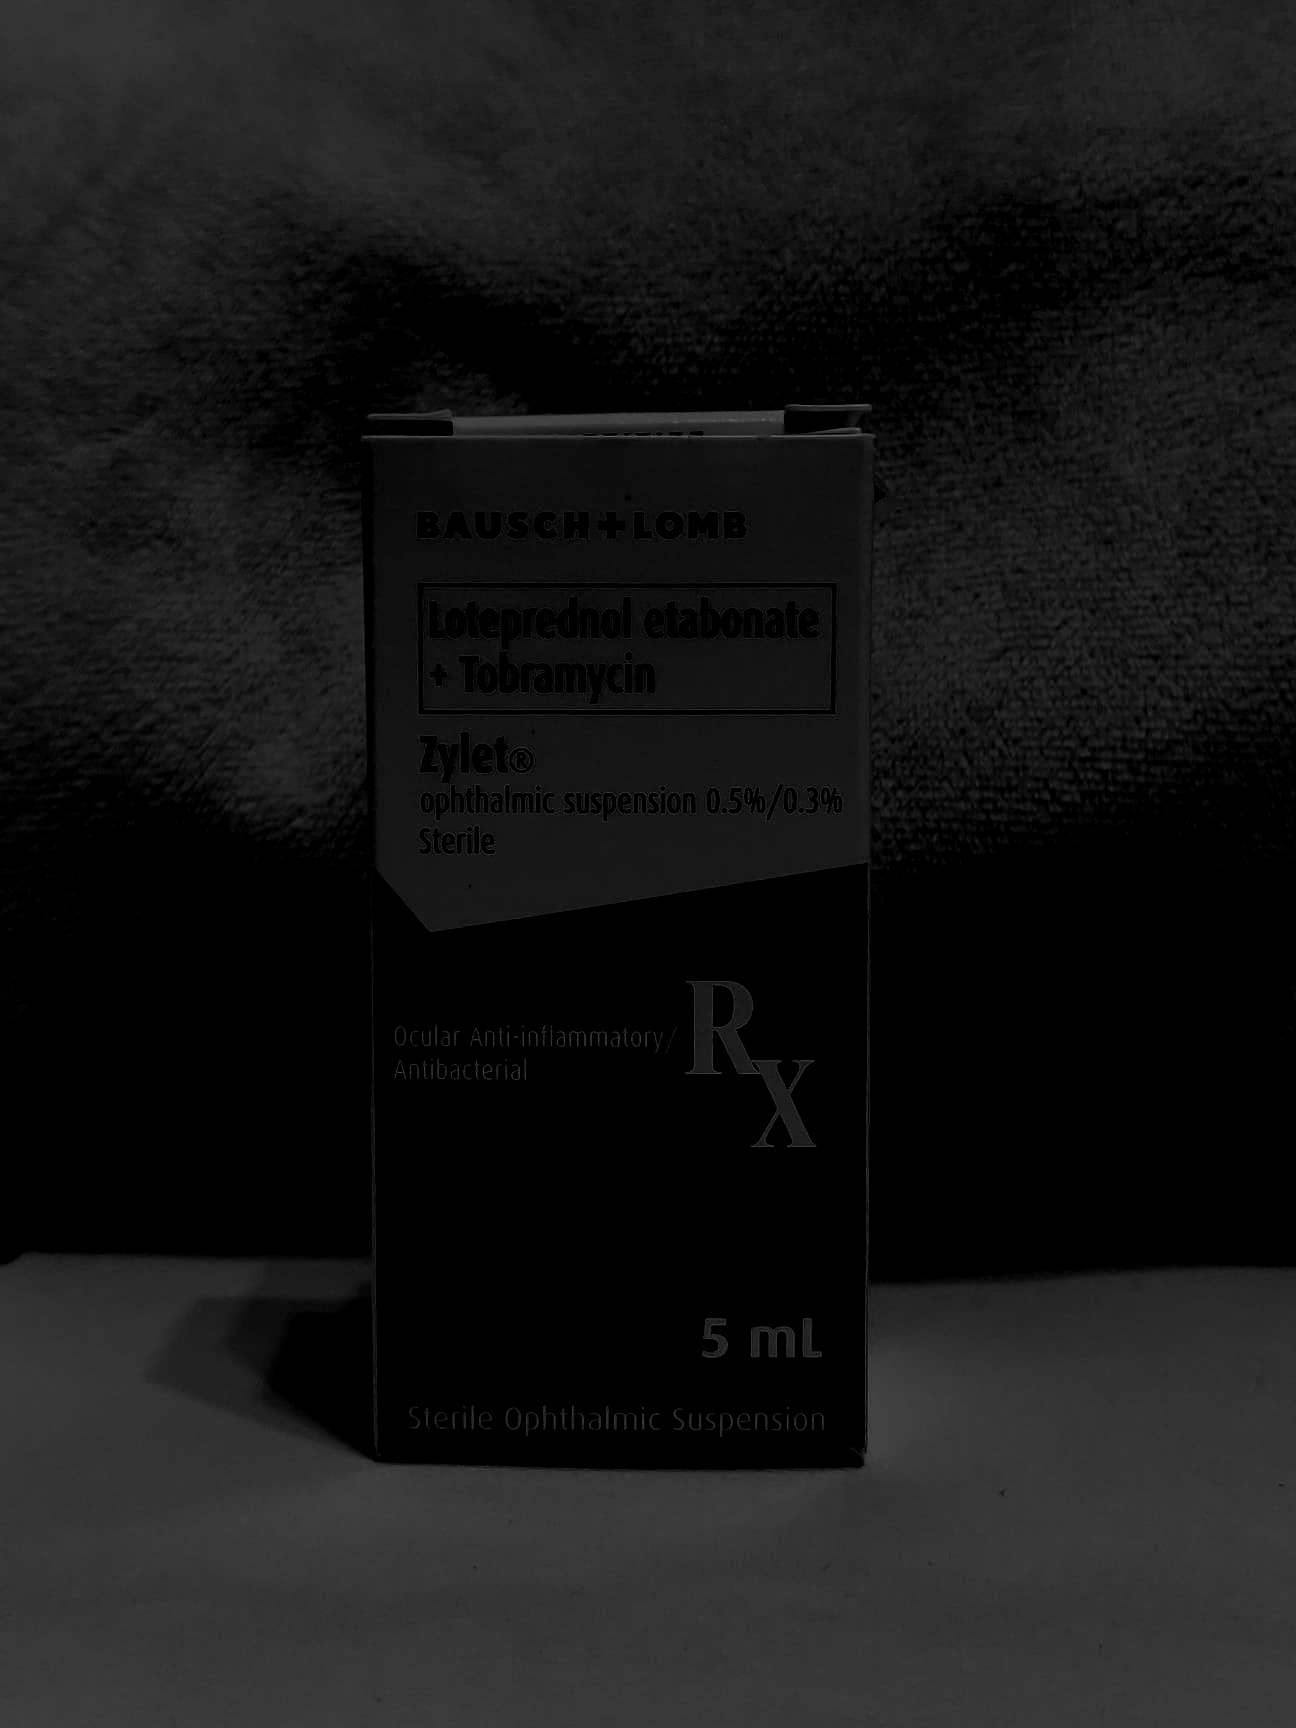 BAUSCH + LOMB
Loteprednol etabonate
+ Tobramycin
Zylet®
ophthalmic suspension 0.5%/0.3%
Sterile
Ocular Anti-inflammatory/
Antibacterial
Rx
5 mL
Sterile Ophthalmic Suspension